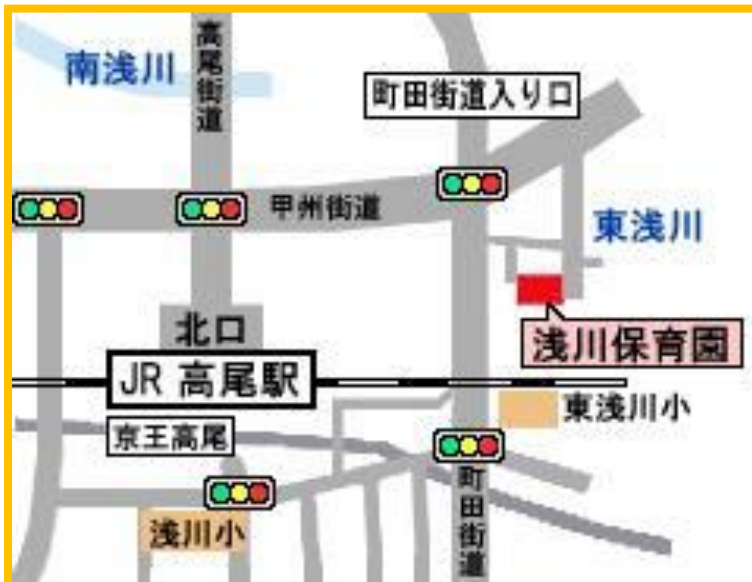 南浅川
高尾街道
町田街道入り口
甲州街道
東浅川
北口
浅川保育園
JR 高尾駅
東浅川小
京王高尾
町田街道
浅川小